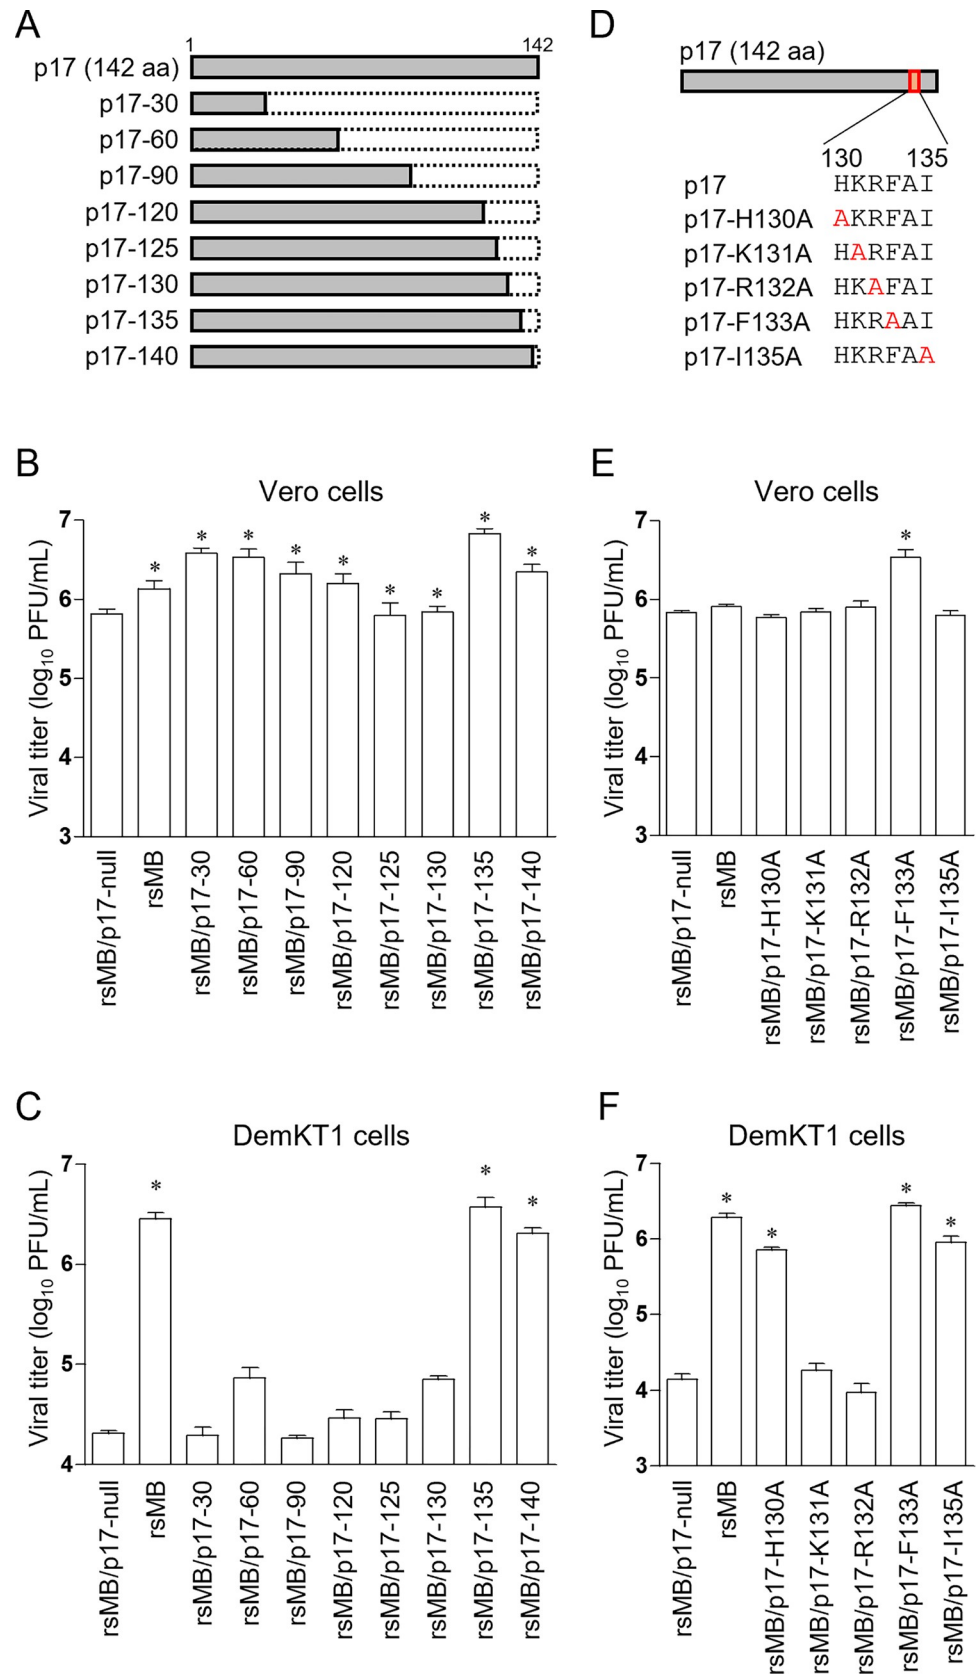 A
1 142
p17 (142 aa)
p17-30
p17-60
p17-90
p17-120
p17-125
p17-130
p17-135
p17-140
D
p17 (142 aa)
130 135
p17 HKRFAI
p17-H130A AKRFAI
p17-K131A HARFAI
p17-R132A HKAFAI
p17-F133A HKRAAI
p17-I135A HKRFAA
B
Vero cells
Viral titer (log10 PFU/mL)
7
6
5
4
3
* * * * * * * * *
rsMB/p17-null
rsMB
rsMB/p17-30
rsMB/p17-60
rsMB/p17-90
rsMB/p17-120
rsMB/p17-125
rsMB/p17-130
rsMB/p17-135
rsMB/p17-140
E
Vero cells
Viral titer (log10 PFU/mL)
7
6
5
4
3
*
rsMB/p17-null
rsMB
rsMB/p17-H130A
rsMB/p17-K131A
rsMB/p17-R132A
rsMB/p17-F133A
rsMB/p17-I135A
C
DemKT1 cells
Viral titer (log10 PFU/mL)
7
6
5
4
* * *
rsMB/p17-null
rsMB
rsMB/p17-30
rsMB/p17-60
rsMB/p17-90
rsMB/p17-120
rsMB/p17-125
rsMB/p17-130
rsMB/p17-135
rsMB/p17-140
F
DemKT1 cells
Viral titer (log10 PFU/mL)
7
6
5
4
3
* * * *
rsMB/p17-null
rsMB
rsMB/p17-H130A
rsMB/p17-K131A
rsMB/p17-R132A
rsMB/p17-F133A
rsMB/p17-I135A